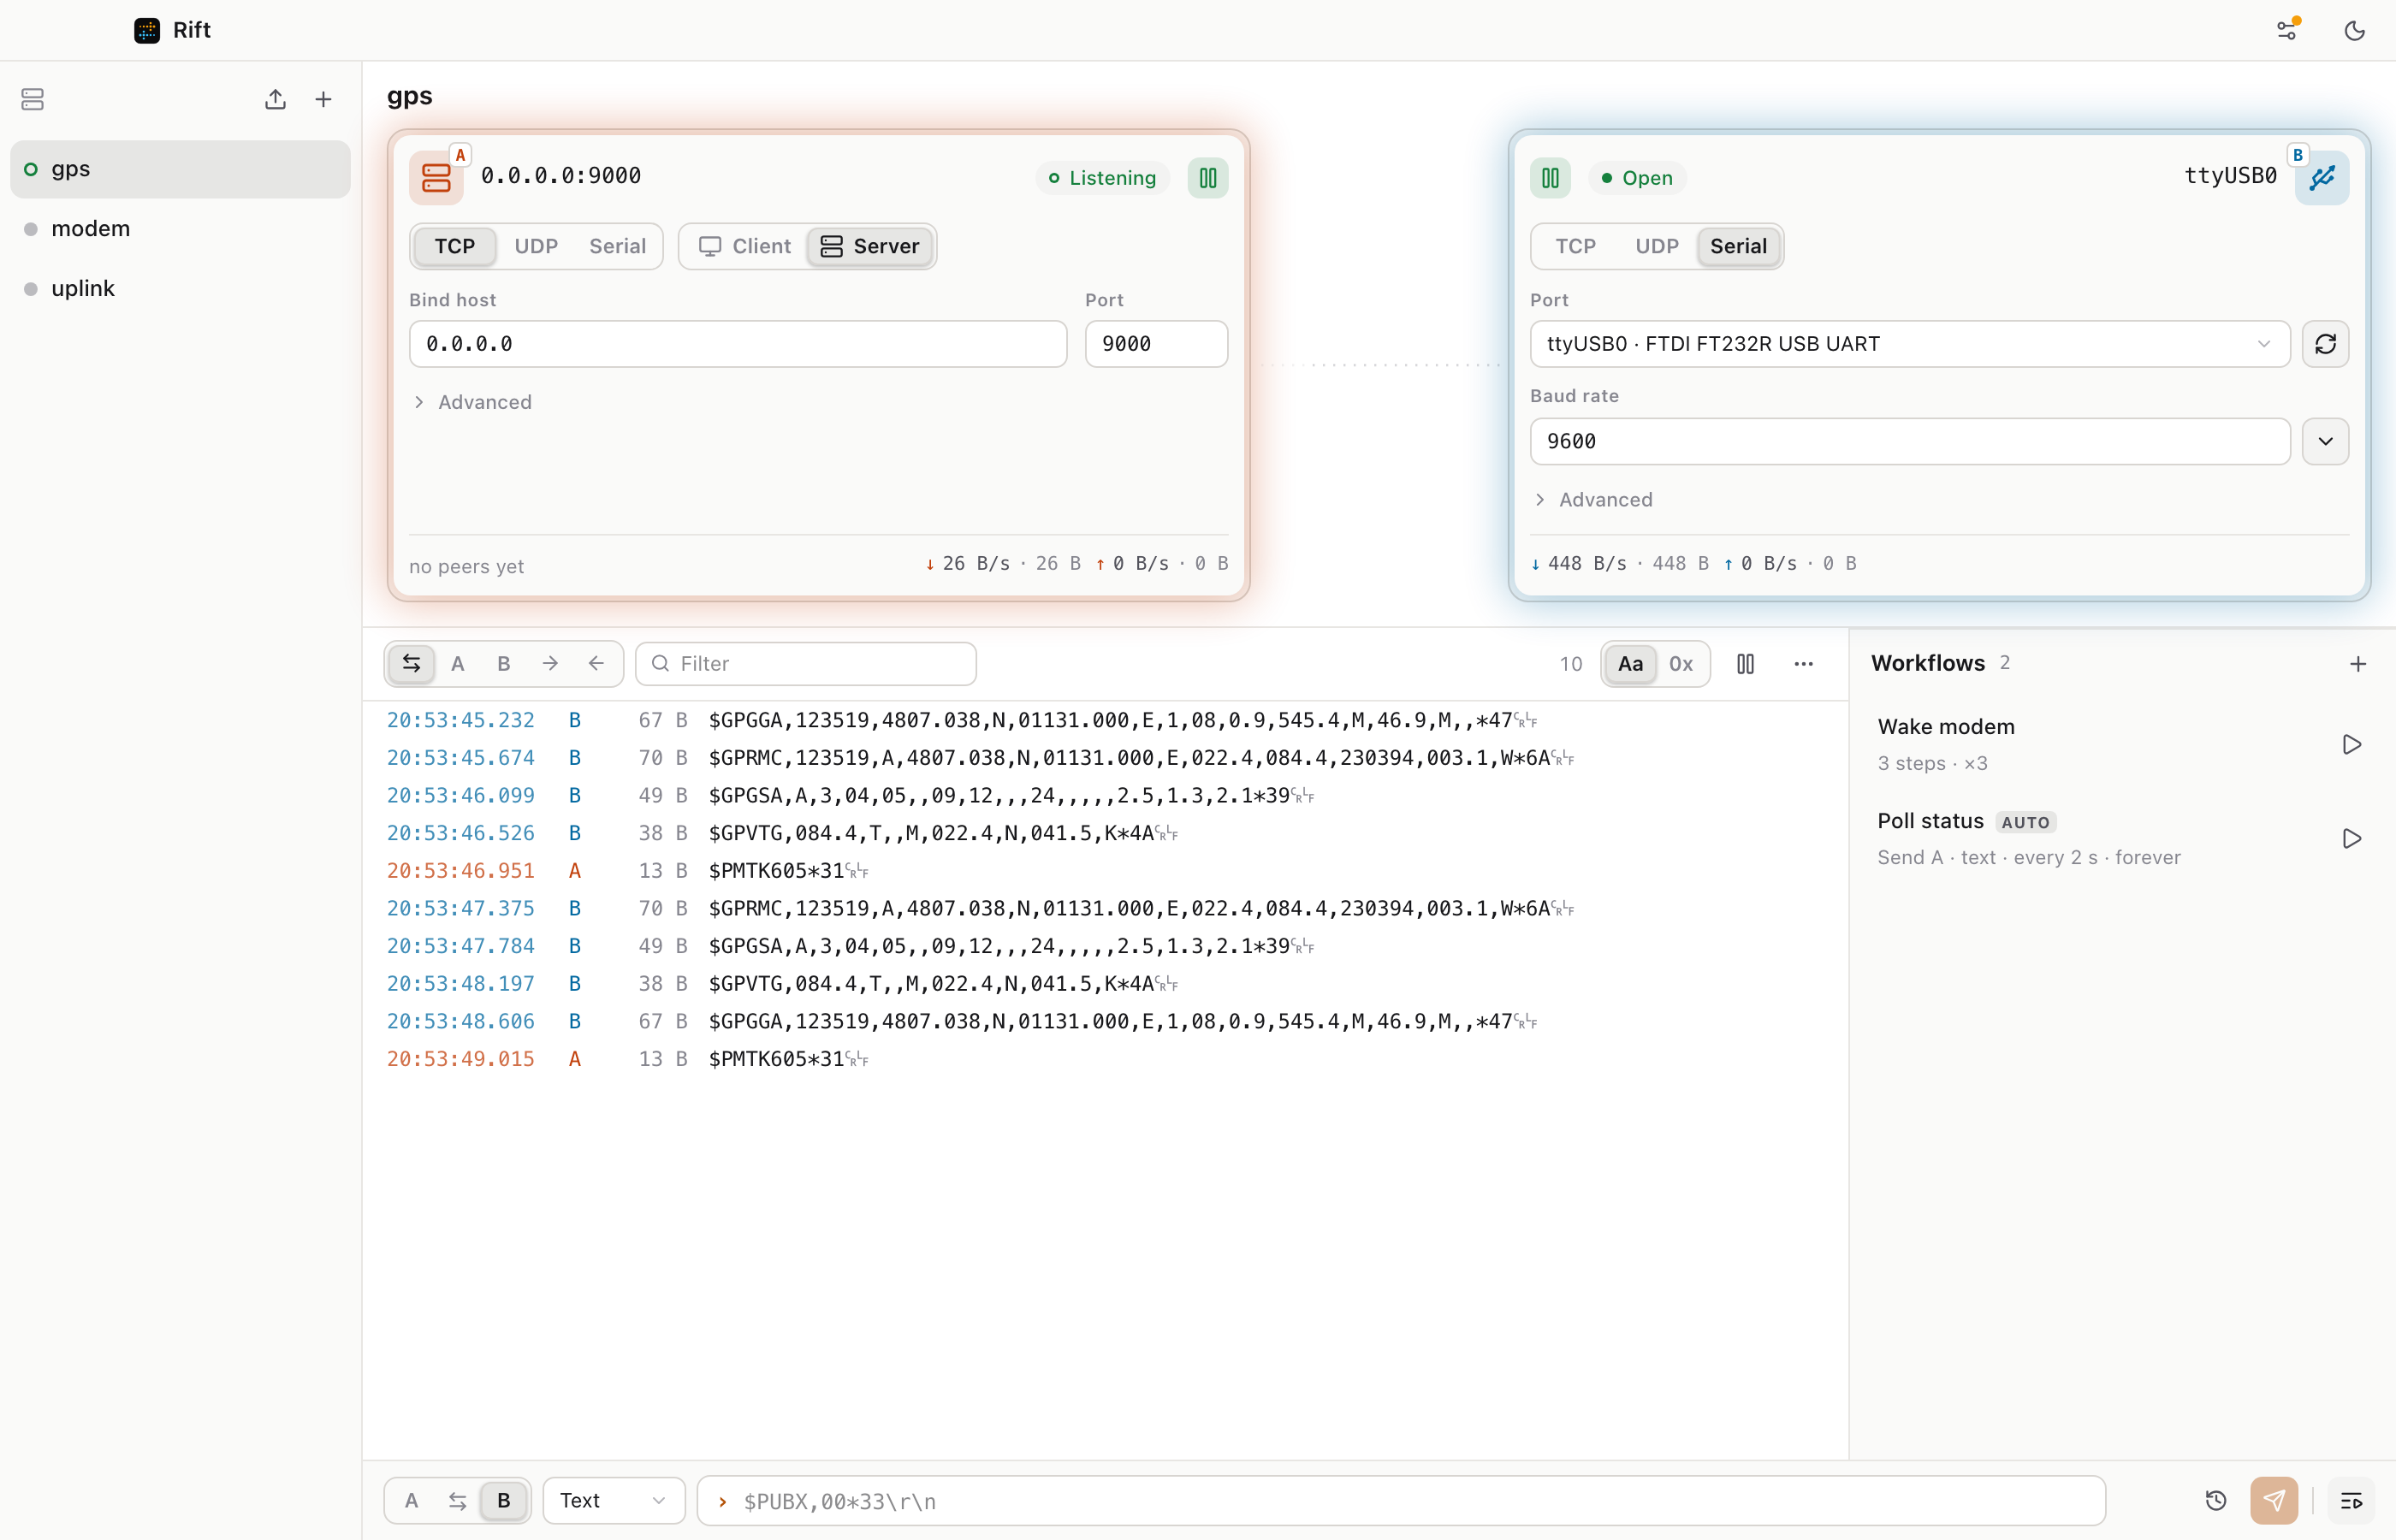 Rift
gps
modem
uplink
gps
A
0.0.0.0:9000
Listening
TCP UDP Serial Client Server
Bind host Port
0.0.0.0 9000
Advanced
no peers yet ↓ 26 B/s · 26 B ↑ 0 B/s · 0 B
Open ttyUSB0 B
TCP UDP Serial
Port
ttyUSB0 · FTDI FT232R USB UART
Baud rate
9600
Advanced
↓ 448 B/s · 448 B ↑ 0 B/s · 0 B
A B → ← Filter 10 Aa 0x
20:53:45.232 B 67 B $GPGGA,123519,4807.038,N,01131.000,E,1,08,0.9,545.4,M,46.9,M,,*47␍␊
20:53:45.674 B 70 B $GPRMC,123519,A,4807.038,N,01131.000,E,022.4,084.4,230394,003.1,W*6A␍␊
20:53:46.099 B 49 B $GPGSA,A,3,04,05,,09,12,,,24,,,,,2.5,1.3,2.1*39␍␊
20:53:46.526 B 38 B $GPVTG,084.4,T,,M,022.4,N,041.5,K*4A␍␊
20:53:46.951 A 13 B $PMTK605*31␍␊
20:53:47.375 B 70 B $GPRMC,123519,A,4807.038,N,01131.000,E,022.4,084.4,230394,003.1,W*6A␍␊
20:53:47.784 B 49 B $GPGSA,A,3,04,05,,09,12,,,24,,,,,2.5,1.3,2.1*39␍␊
20:53:48.197 B 38 B $GPVTG,084.4,T,,M,022.4,N,041.5,K*4A␍␊
20:53:48.606 B 67 B $GPGGA,123519,4807.038,N,01131.000,E,1,08,0.9,545.4,M,46.9,M,,*47␍␊
20:53:49.015 A 13 B $PMTK605*31␍␊
Workflows 2
Wake modem
3 steps · ×3
Poll status AUTO
Send A · text · every 2 s · forever
A B Text › $PUBX,00*33\r\n